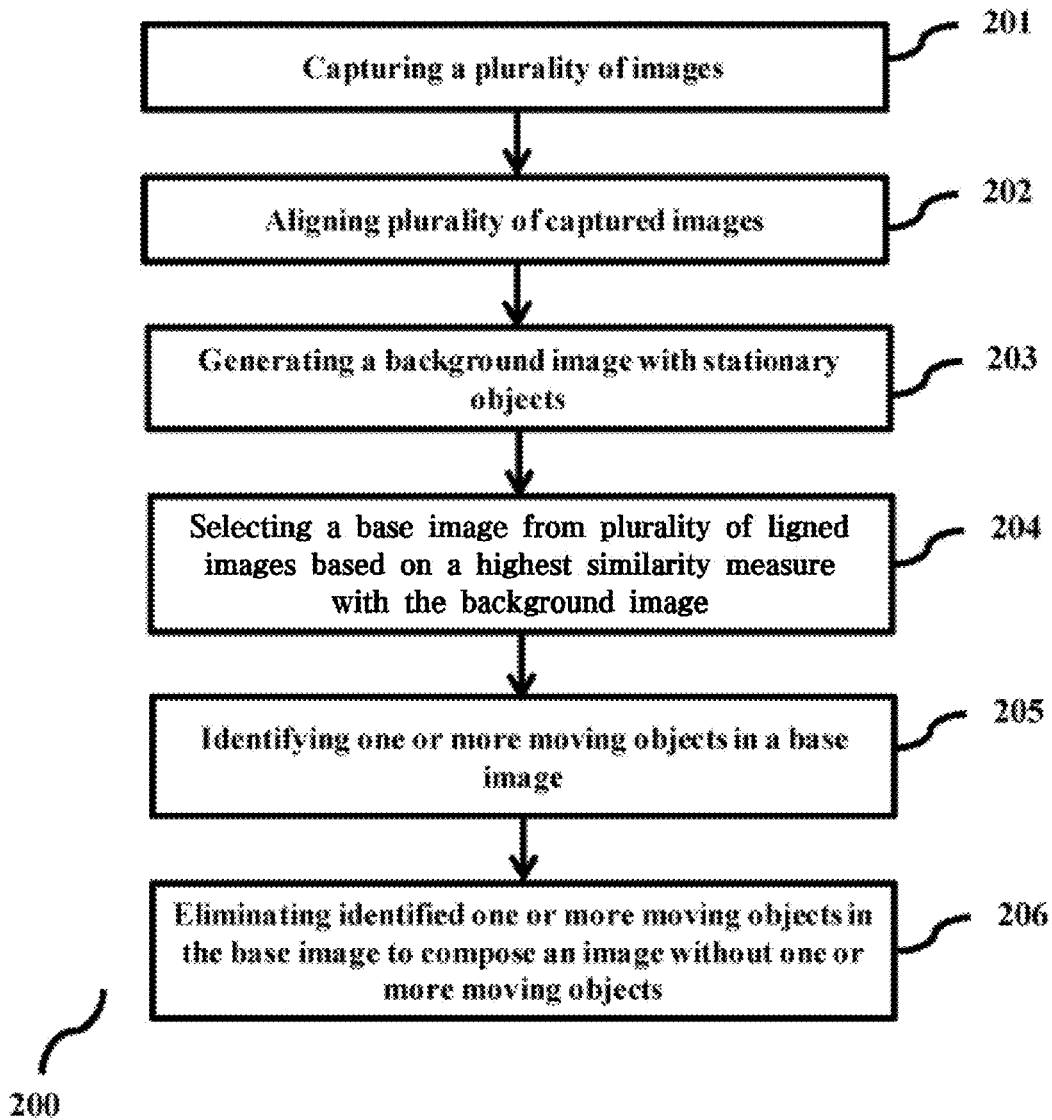 201
Capturing a plurality of images
202
Aligning plurality of captured images
203
Generating a background image with stationary
objects
204
Selecting a base image from plurality of ligned
images based on a highest similarity measure
with the background image
205
Identifying one or more moving objects in a base
image
206
Eliminating identified one or more moving objects in
the base image to compose an image without one or
more moving objects
200